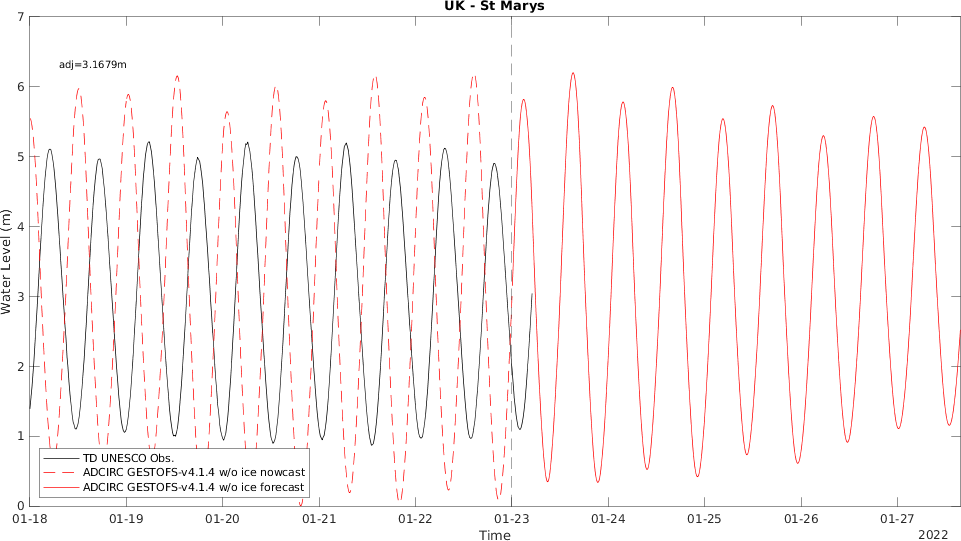 UK - St Marys
7
adj=3.1679m
6
5
4
3
2
1
0
Water Level (m)
TD UNESCO Obs.
ADCIRC GESTOFS-v4.1.4 w/o ice nowcast
ADCIRC GESTOFS-v4.1.4 w/o ice forecast
01-18 01-19 01-20 01-21 01-22 01-23 01-24 01-25 01-26 01-27
Time
2022